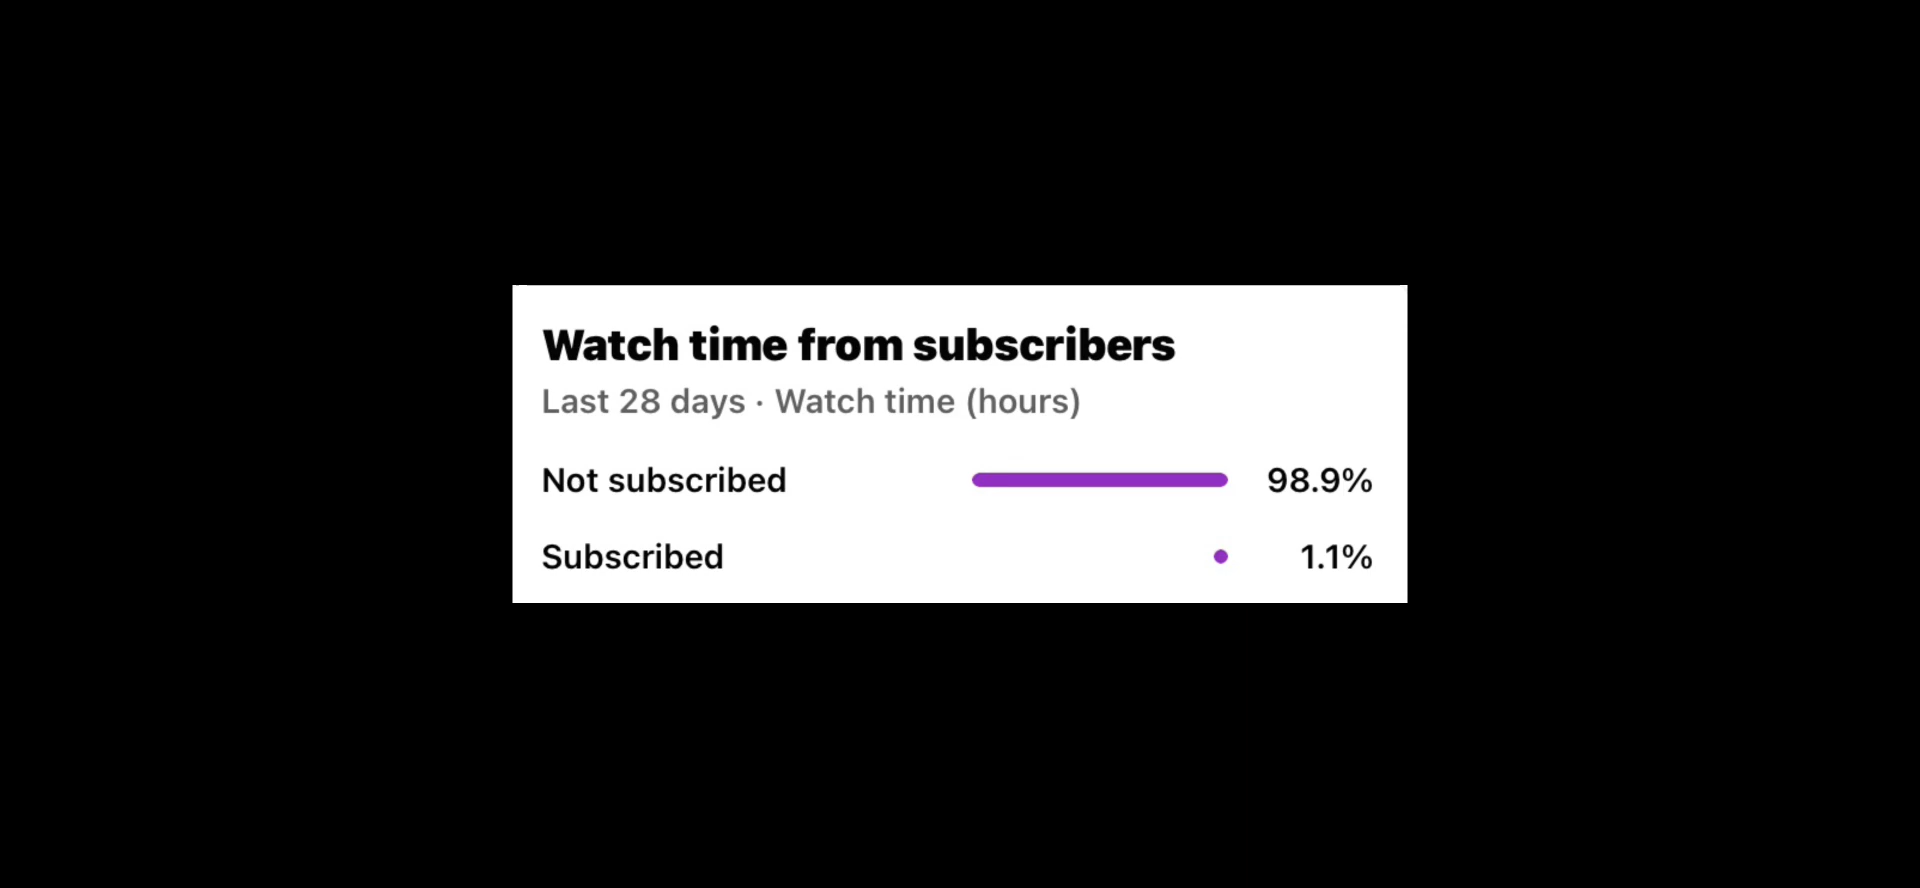 Watch time from subscribers
Last 28 days · Watch time (hours)
Not subscribed 98.9%
Subscribed 1.1%